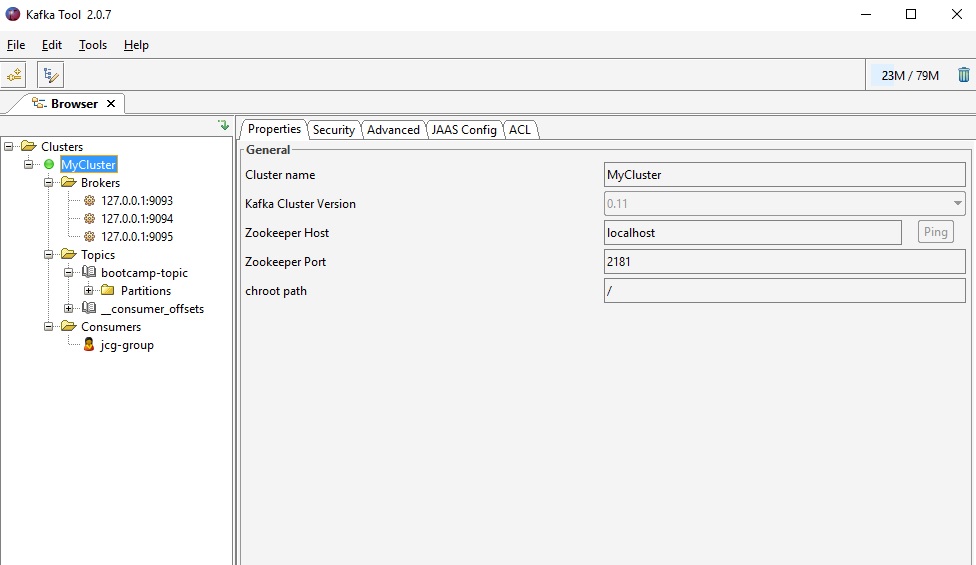 Kafka Tool 2.0.7
File Edit Tools Help
23M / 79M
Browser
Clusters
MyCluster
Brokers
127.0.0.1:9093
127.0.0.1:9094
127.0.0.1:9095
Topics
bootcamp-topic
Partitions
__consumer_offsets
Consumers
jcg-group
Properties Security Advanced JAAS Config ACL
General
Cluster name MyCluster
Kafka Cluster Version 0.11
Zookeeper Host localhost Ping
Zookeeper Port 2181
chroot path /